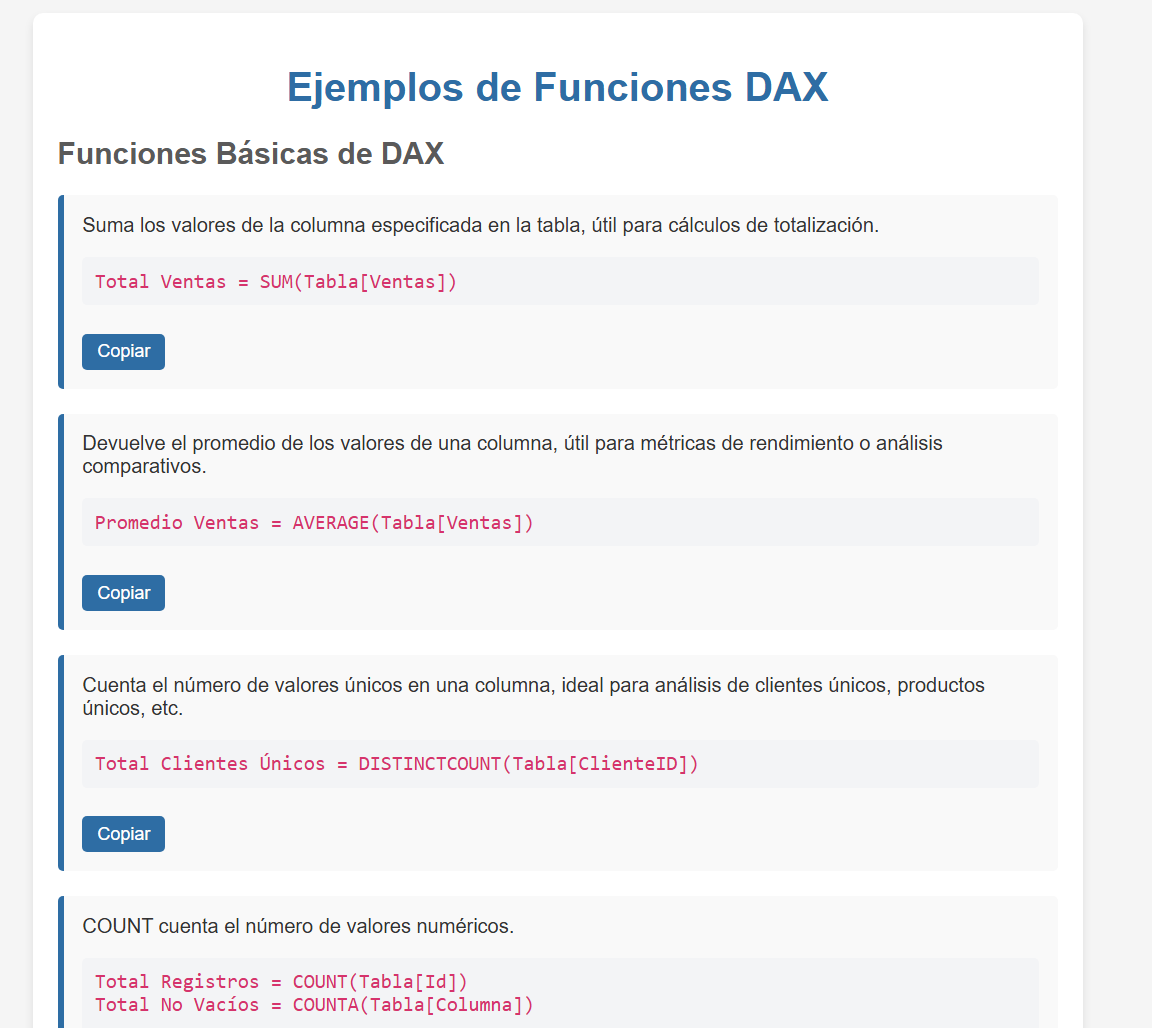 Ejemplos de Funciones DAX
Funciones Básicas de DAX
Suma los valores de la columna especificada en la tabla, útil para cálculos de totalización.
Total Ventas = SUM(Tabla[Ventas])
Copiar
Devuelve el promedio de los valores de una columna, útil para métricas de rendimiento o análisis
comparativos.
Promedio Ventas = AVERAGE(Tabla[Ventas])
Copiar
Cuenta el número de valores únicos en una columna, ideal para análisis de clientes únicos, productos
únicos, etc.
Total Clientes Únicos = DISTINCTCOUNT(Tabla[ClienteID])
Copiar
COUNT cuenta el número de valores numéricos.
Total Registros = COUNT(Tabla[Id])
Total No Vacíos = COUNTA(Tabla[Columna])